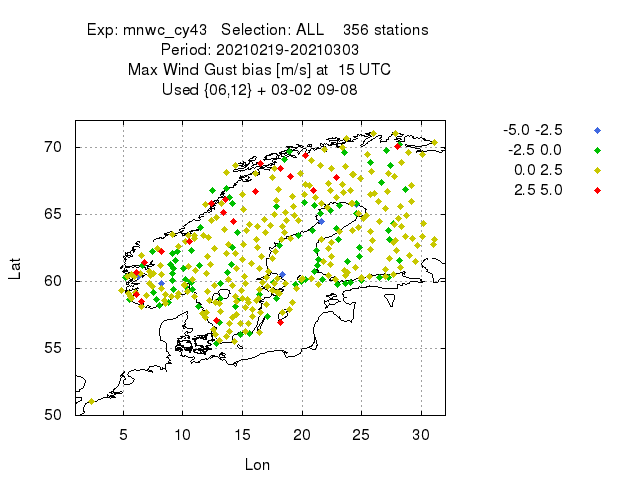 Exp: mnwc_cy43 Selection: ALL 356 stations
Period: 20210219-20210303
Max Wind Gust bias [m/s] at 15 UTC
Used {06,12} + 03-02 09-08
-5.0 -2.5
-2.5 0.0
0.0 2.5
2.5 5.0
70
65
60
55
50
Lat
5 10 15 20 25 30
Lon